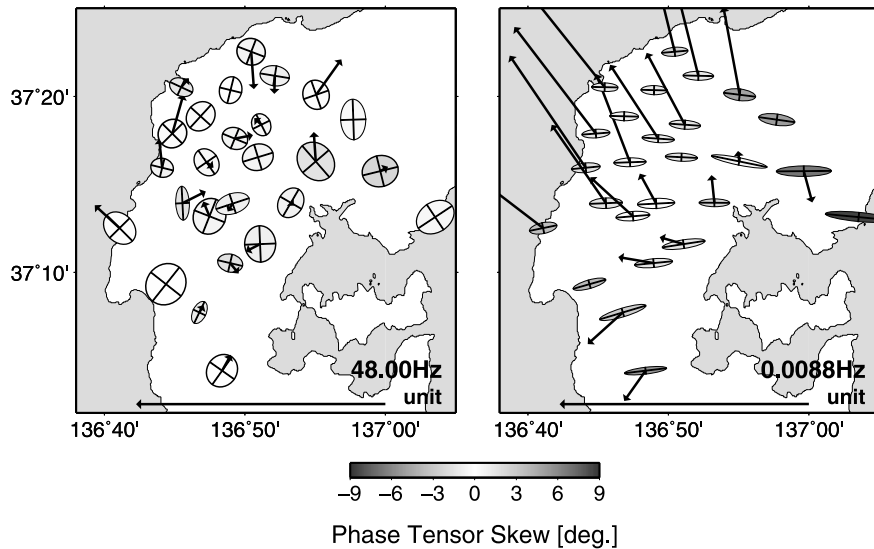 37˚20'
37˚10'
48.00Hz
unit
0.0088Hz
unit
136˚40' 136˚50' 137˚00' 136˚40' 136˚50' 137˚00'
−9 −6 −3 0 3 6 9
Phase Tensor Skew [deg.]